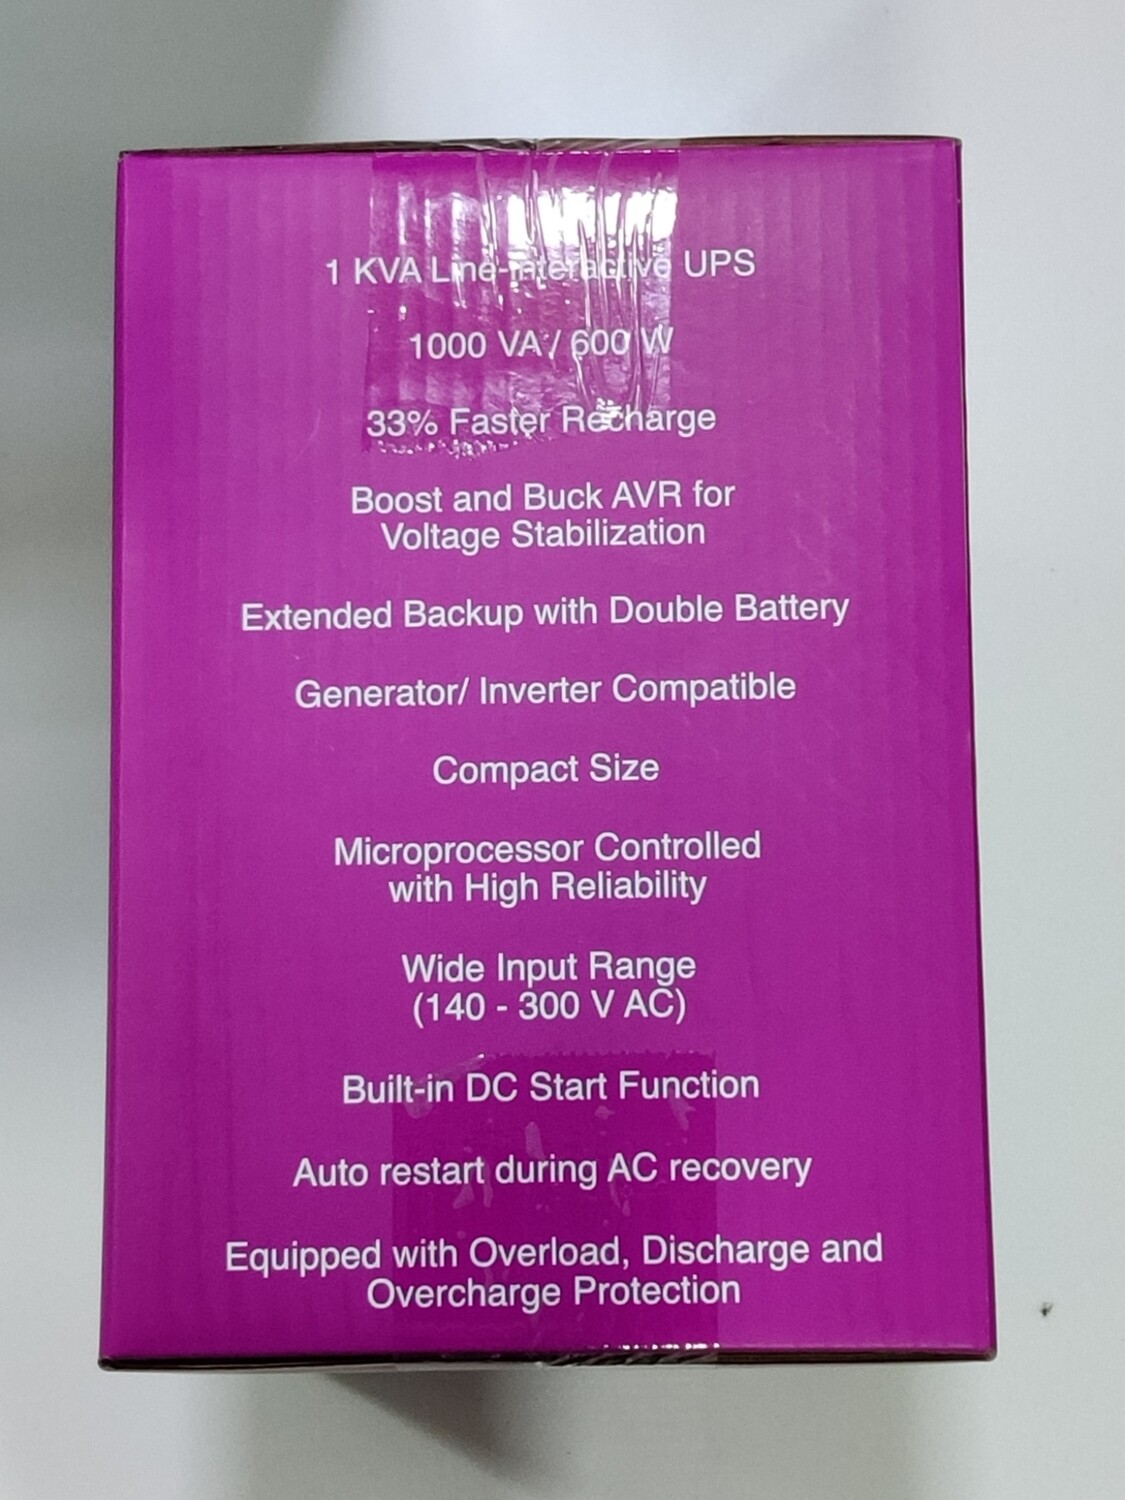 1 KVA Line-Interactive UPS
1000 VA / 600 W
33% Faster Recharge
Boost and Buck AVR for
Voltage Stabilization
Extended Backup with Double Battery
Generator/ Inverter Compatible
Compact Size
Microprocessor Controlled
with High Reliability
Wide Input Range
(140 - 300 V AC)
Built-in DC Start Function
Auto restart during AC recovery
Equipped with Overload, Discharge and
Overcharge Protection